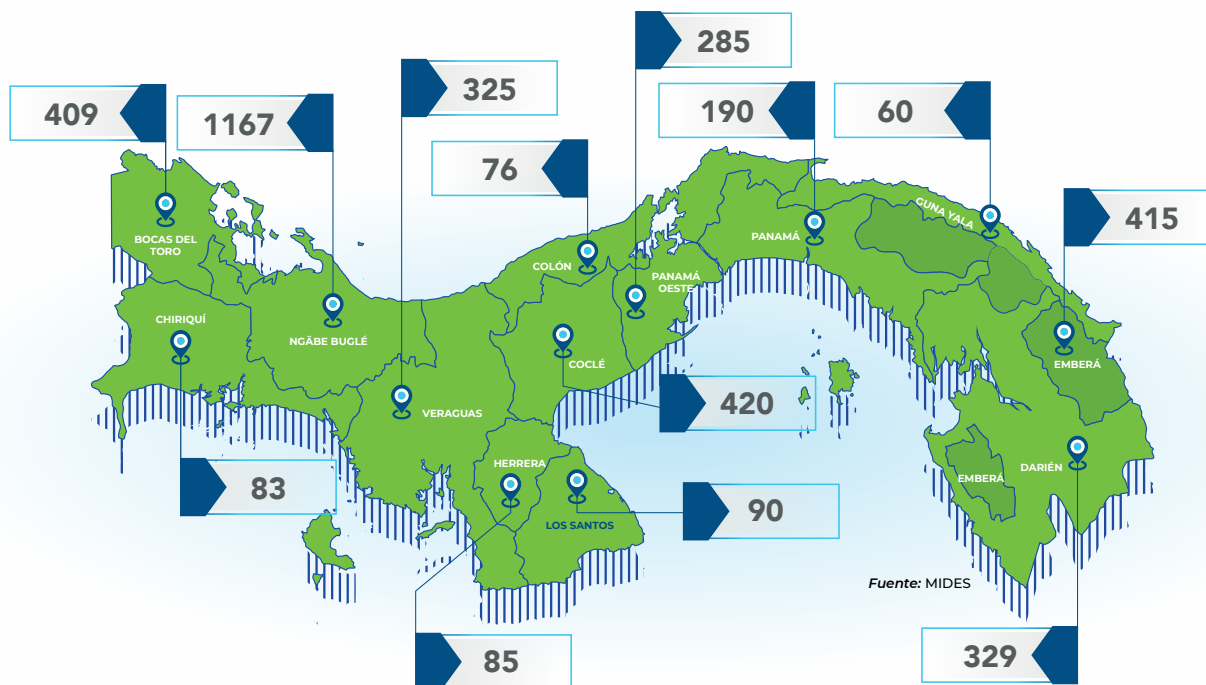 285
325
409
1167
190
60
76
415
GUNA YALA
BOCAS DEL
TORO
PANAMÁ
COLÓN
PANAMÁ
OESTE
CHIRIQUÍ
NGÄBE BUGLÉ
COCLÉ
EMBERÁ
VERAGUAS
420
HERRERA
DARIÉN
EMBERÁ
83
LOS SANTOS
90
Fuente: MIDES
85
329